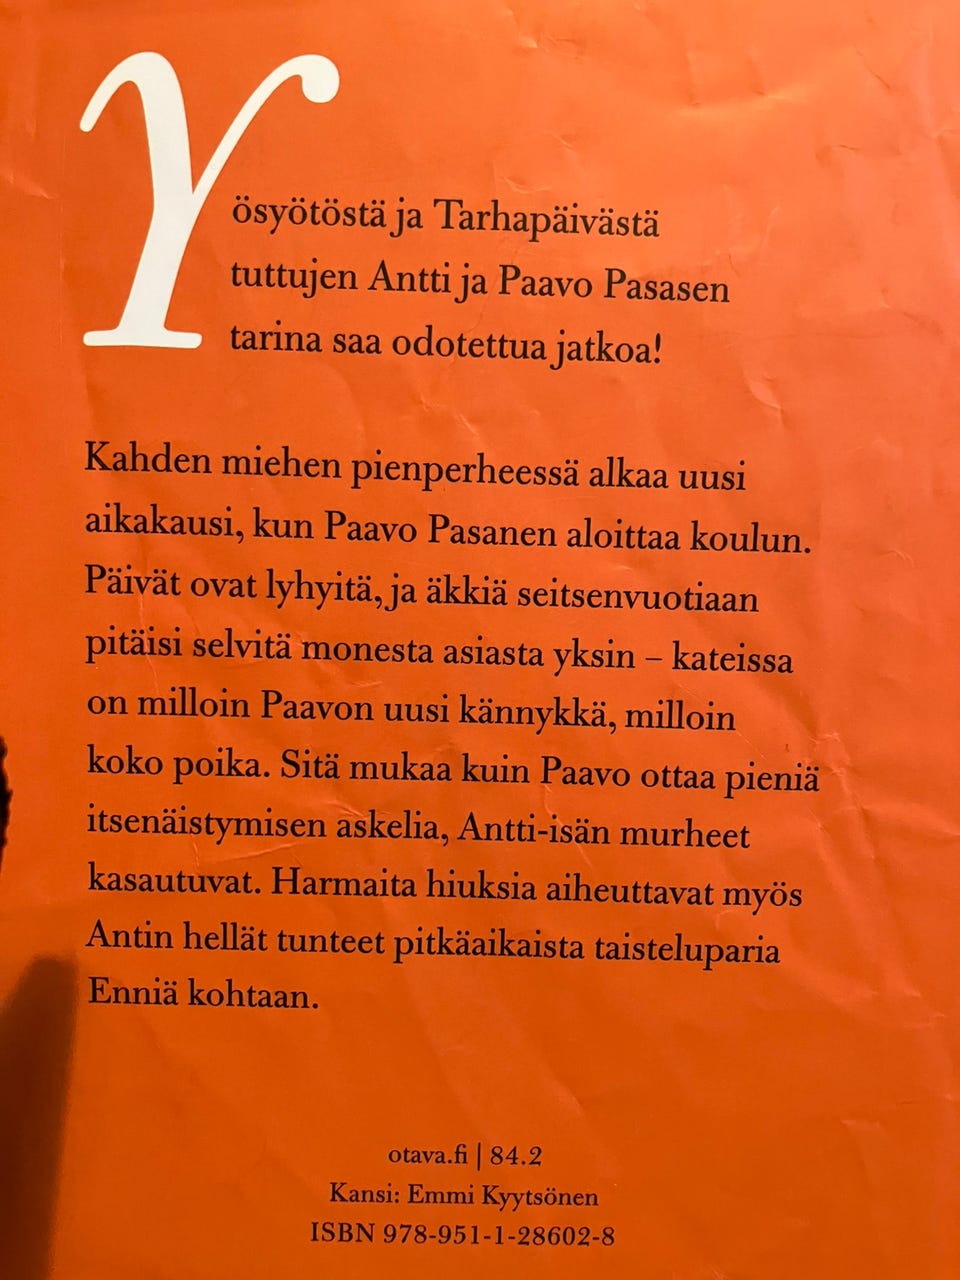 Yösyötöstä ja Tarhapäivästä
tuttujen Antti ja Paavo Pasasen
tarina saa odotettua jatkoa!
Kahden miehen pienperheessä alkaa uusi
aikakausi, kun Paavo Pasanen aloittaa koulun.
Päivät ovat lyhyitä, ja äkkiä seitsenvuotiaan
pitäisi selvitä monesta asiasta yksin – kateissa
on milloin Paavon uusi kännykkä, milloin
koko poika. Sitä mukaa kuin Paavo ottaa pieniä
itsenäistymisen askelia, Antti-isän murheet
kasautuvat. Harmaita hiuksia aiheuttavat myös
Antin hellät tunteet pitkäaikaista taisteluparia
Enniä kohtaan.
otava.fi | 84.2
Kansi: Emmi Kyytsönen
ISBN 978-951-1-28602-8